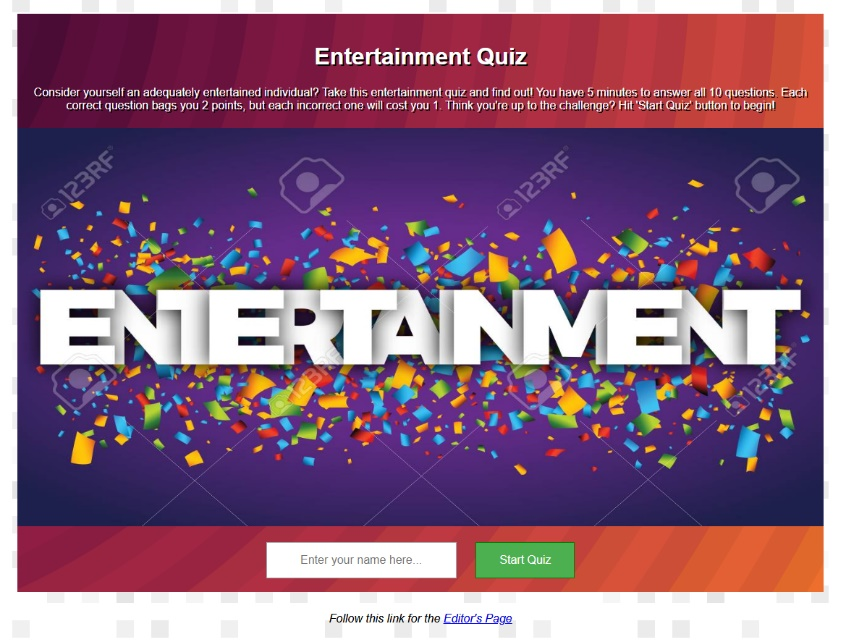 Entertainment Quiz
Consider yourself an adequately entertained individual? Take this entertainment quiz and find out! You have 5 minutes to answer all 10 questions. Each
correct question bags you 2 points, but each incorrect one will cost you 1. Think you're up to the challenge? Hit 'Start Quiz' button to begin!
123RF 123RF
ENTERTAINMENT
123RF 123RF
Enter your name here... Start Quiz
Follow this link for the Editor's Page